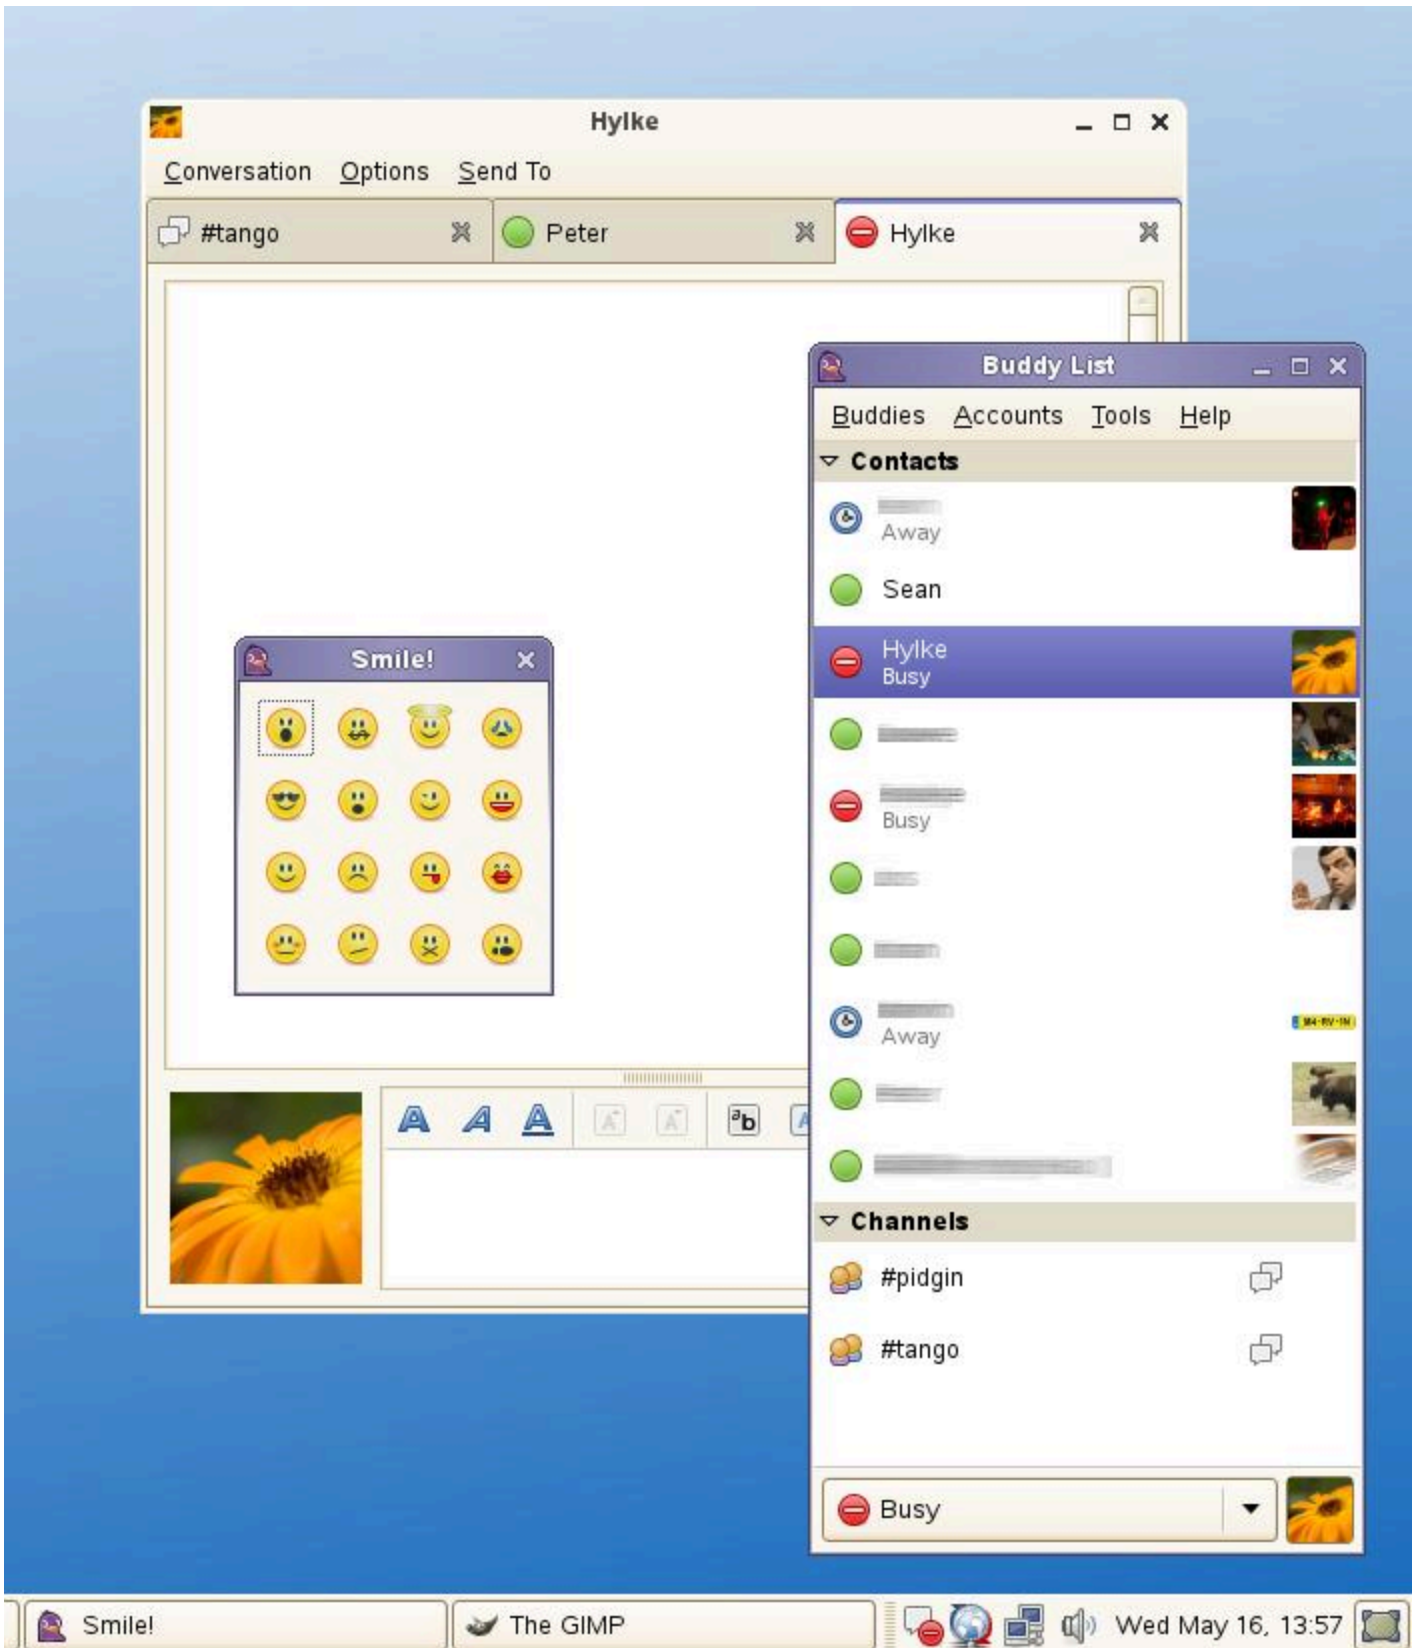 Hylke
Conversation Options Send To
#tango Peter Hylke
Buddy List
Buddies Accounts Tools Help
Contacts
Away
Sean
Hylke
Busy
Busy
Away
Channels
#pidgin
#tango
Busy
Smile!
ab
Smile! The GIMP Wed May 16, 13:57